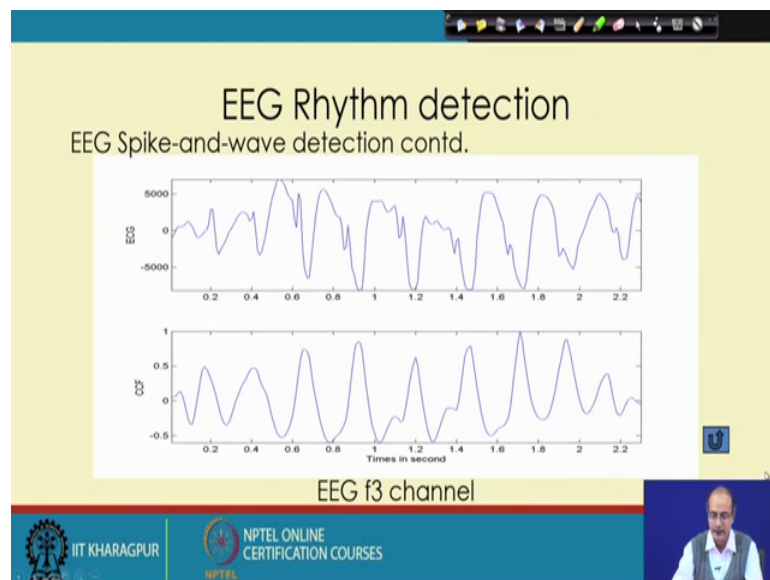 EEG Rhythm detection
EEG Spike-and-wave detection contd.
5000
0
-5000
ECG
0.2 0.4 0.6 0.8 1 1.2 1.4 1.6 1.8 2 2.2
1
0.5
0
-0.5
CCF
0.2 0.4 0.6 0.8 1 1.2 1.4 1.6 1.8 2 2.2
Times in second
EEG f3 channel
IIT KHARAGPUR
NPTEL
NPTEL ONLINE
CERTIFICATION COURSES